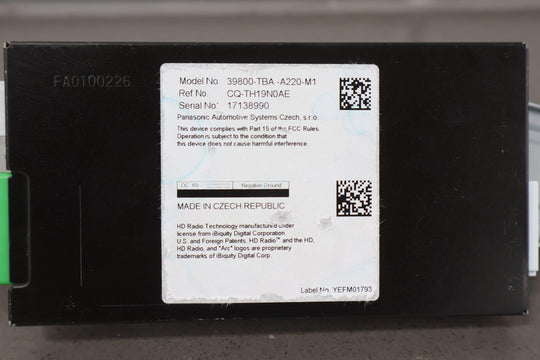 FA0100226
Model No. 39800-TBA -A220-M1
Ref.No. CQ-TH19N0AE
Serial No: 17138990
Panasonic Automotive Systems Czech, s.r.o.
This device complies with Part 15 of the FCC Rules.
Operation is subject to the condition that
this device does not cause harmful interference.
Negative Ground
MADE IN CZECH REPUBLIC
HD Radio Technology manufactured under
license from iBiquity Digital Corporation
U.S. and Foreign Patents. HD Radio™ and the HD,
HD Radio, and "Arc" logos are proprietary
trademarks of iBiquity Digital Corp.
Label No. YEFM01793